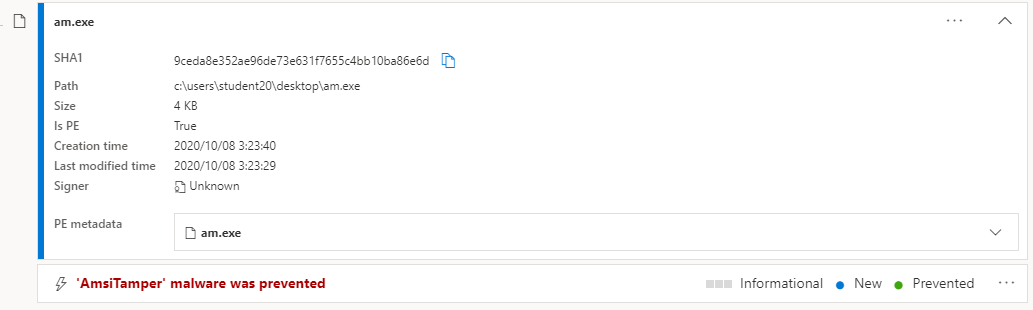 am.exe ...
SHA1 9ceda8e352ae96de73e631f7655c4bb10ba86e6d
Path c:\users\student20\desktop\am.exe
Size 4 KB
Is PE True
Creation time 2020/10/08 3:23:40
Last modified time 2020/10/08 3:23:29
Signer Unknown
PE metadata am.exe
'AmsiTamper' malware was prevented Informational New Prevented ...